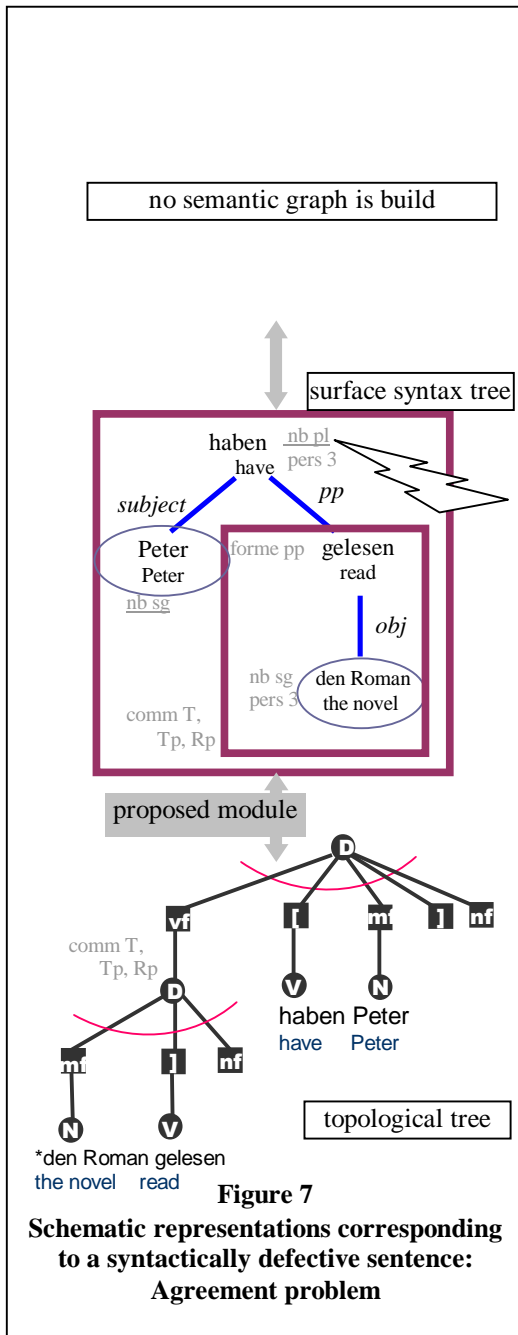 no semantic graph is build
surface syntax tree
haben nb pl
have pers 3
subject pp
Peter forme pp gelesen
Peter read
nb sg
obj
nb sg den Roman
pers 3 the novel
comm T,
Tp, Rp
proposed module
D
vf [ mf ] nf
comm T,
Tp, Rp
D V N
haben Peter
have Peter
mf ] nf
N V
topological tree
*den Roman gelesen
the novel read
Figure 7
Schematic representations corresponding
to a syntactically defective sentence:
Agreement problem